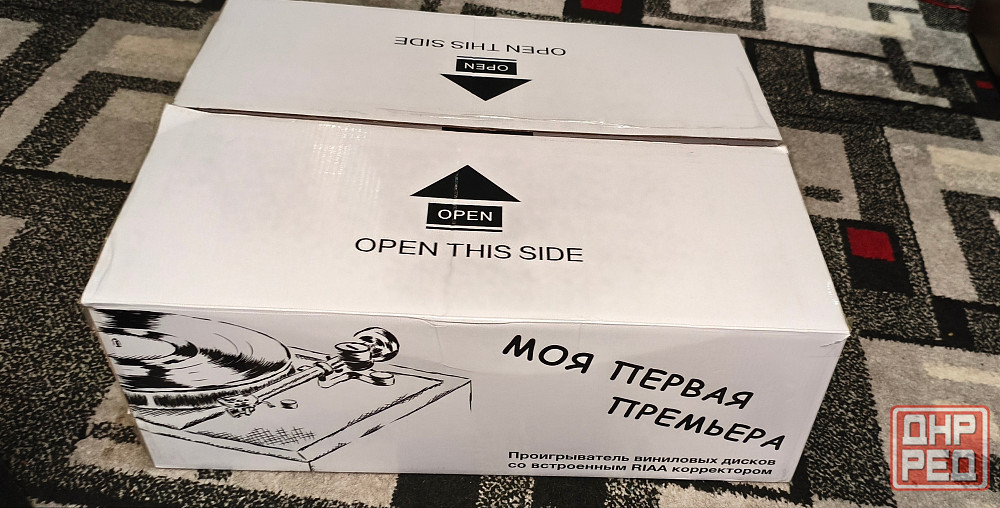 OPEN THIS SIDE
OPEN
OPEN
OPEN THIS SIDE
МОЯ ПЕРВАЯ
ПРЕМЬЕРА
Проигрыватель виниловых дисков
со встроенным RIAA корректором
ДНР
РЕД